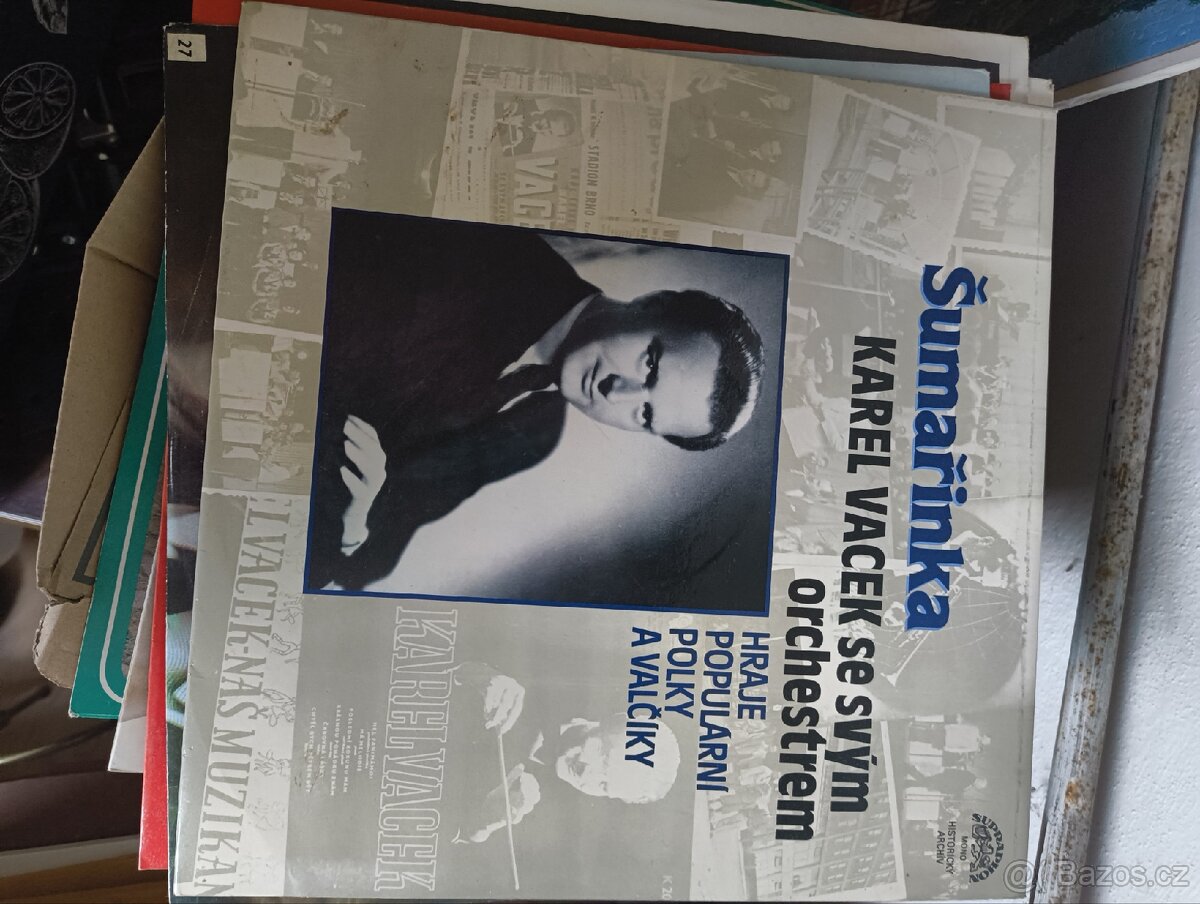 Šumařinka
KAREL VACEK se svým
orchestrem
HRAJE
POPULÁRNÍ
POLKY
A VALČÍKY
SUPRAPHON
MONO
HISTORICKÝ
ARCHIV
STADION BRNO
KAREL VACEK
L VACEK-NÁŠ MUZIKAN
27
Bazos.cz